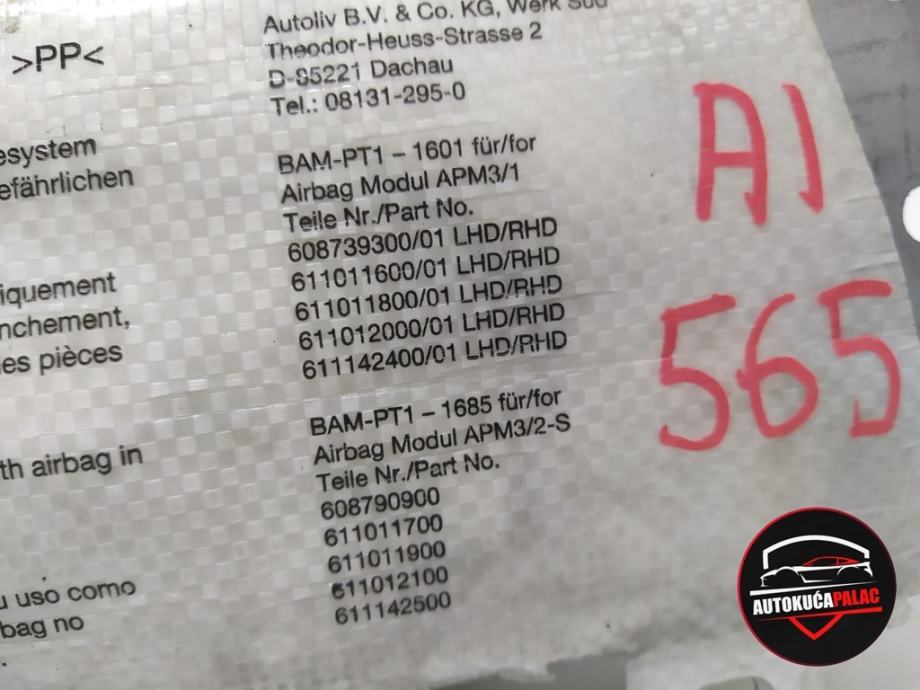 >PP<
esystem
efährlichen
iquement
nchement,
es pièces
th airbag in
u uso como
bag no
Autoliv B.V. & Co. KG, Werk Süd
Theodor-Heuss-Strasse 2
D-85221 Dachau
Tel.: 08131-295-0
BAM-PT1 – 1601 für/for
Airbag Modul APM3/1
Teile Nr./Part No.
608739300/01 LHD/RHD
611011600/01 LHD/RHD
611011800/01 LHD/RHD
611012000/01 LHD/RHD
611142400/01 LHD/RHD
BAM-PT1 – 1685 für/for
Airbag Modul APM3/2-S
Teile Nr./Part No.
608790900
611011700
611011900
611012100
611142500
A1
565
AUTOKUĆAPALAC